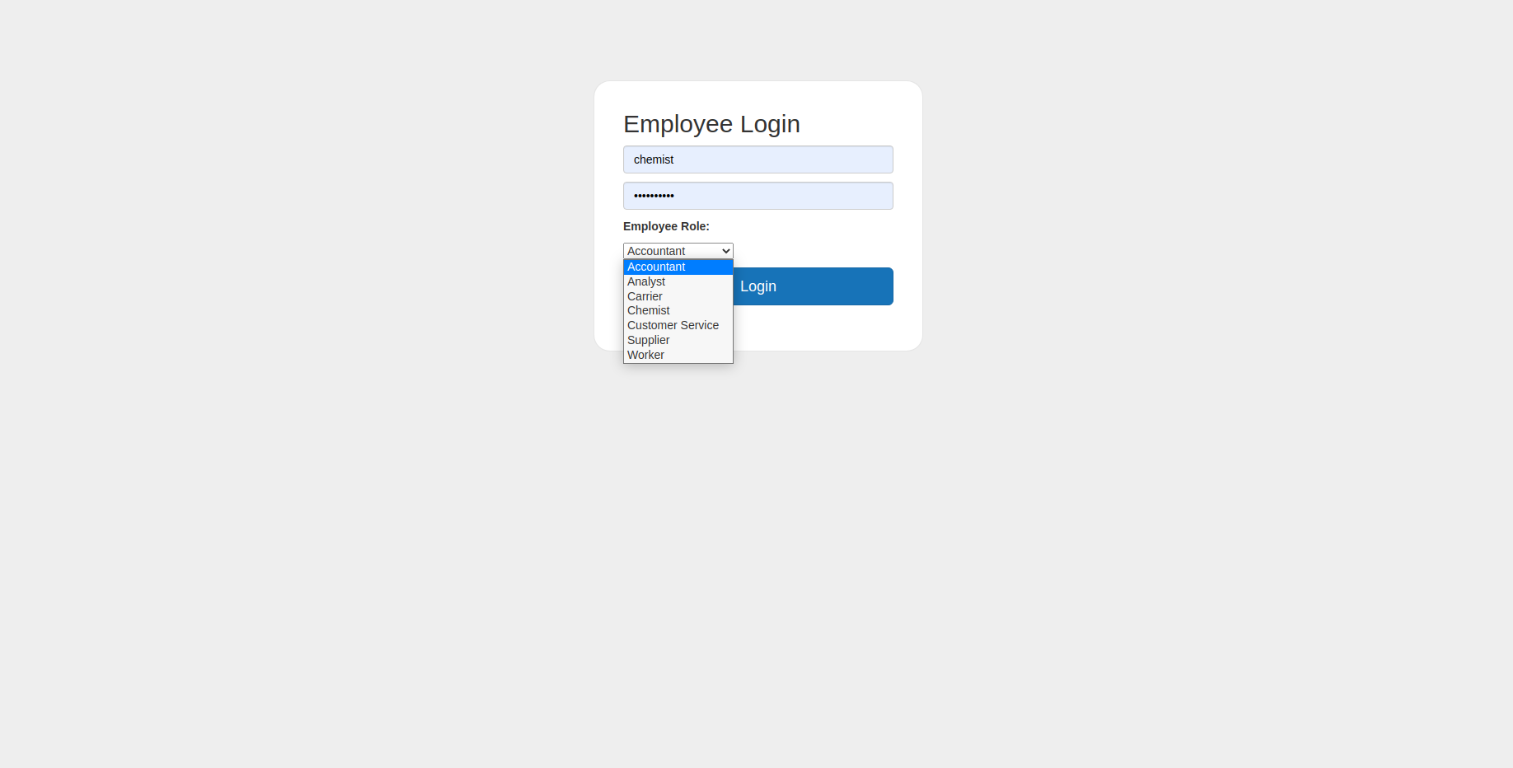 Employee Login
chemist
••••••••••
Employee Role:
Accountant
Accountant
Analyst
Carrier
Chemist
Customer Service
Supplier
Worker
Login